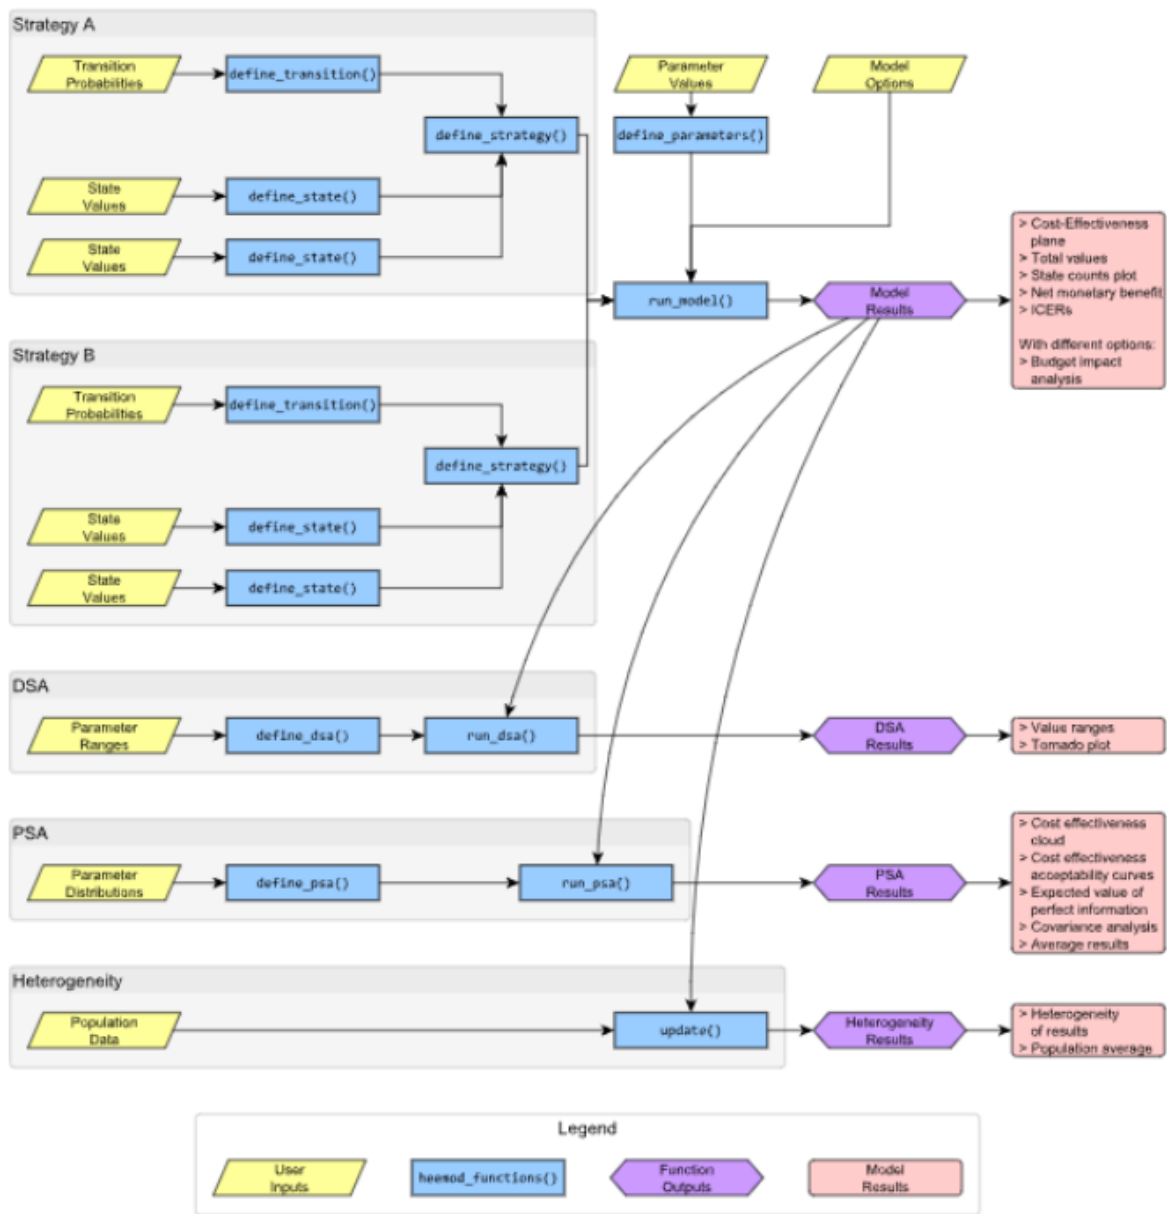 Strategy A
Transition
Probabilities
define_transition()
define_strategy()
State
Values
define_state()
State
Values
define_state()
Parameter
Values
define_parameters()
Model
Options
run_model()
Model
Results
> Cost-Effectiveness
plane
> Total values
> State counts plot
> Net monetary benefit
> ICERs
With different options:
> Budget impact
analysis
Strategy B
Transition
Probabilities
define_transition()
define_strategy()
State
Values
define_state()
State
Values
define_state()
DSA
Parameter
Ranges
define_dsa()
run_dsa()
DSA
Results
> Value ranges
> Tornado plot
PSA
Parameter
Distributions
define_psa()
run_psa()
PSA
Results
> Cost effectiveness
cloud
> Cost effectiveness
acceptability curves
> Expected value of
perfect information
> Covariance analysis
> Average results
Heterogeneity
Population
Data
update()
Heterogeneity
Results
> Heterogeneity
of results
> Population average
Legend
User
Inputs
heemod_functions()
Function
Outputs
Model
Results